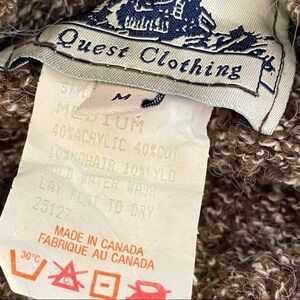 Quest Clothing
M
STYLE
MEDIUM
40%ACRYLIC 40%COT
10%MOHAIR 10%NYLO
COLD WATER WASH
LAY FLAT TO DRY
25127
MADE IN CANADA
FABRIQUE AU CANADA
30°C